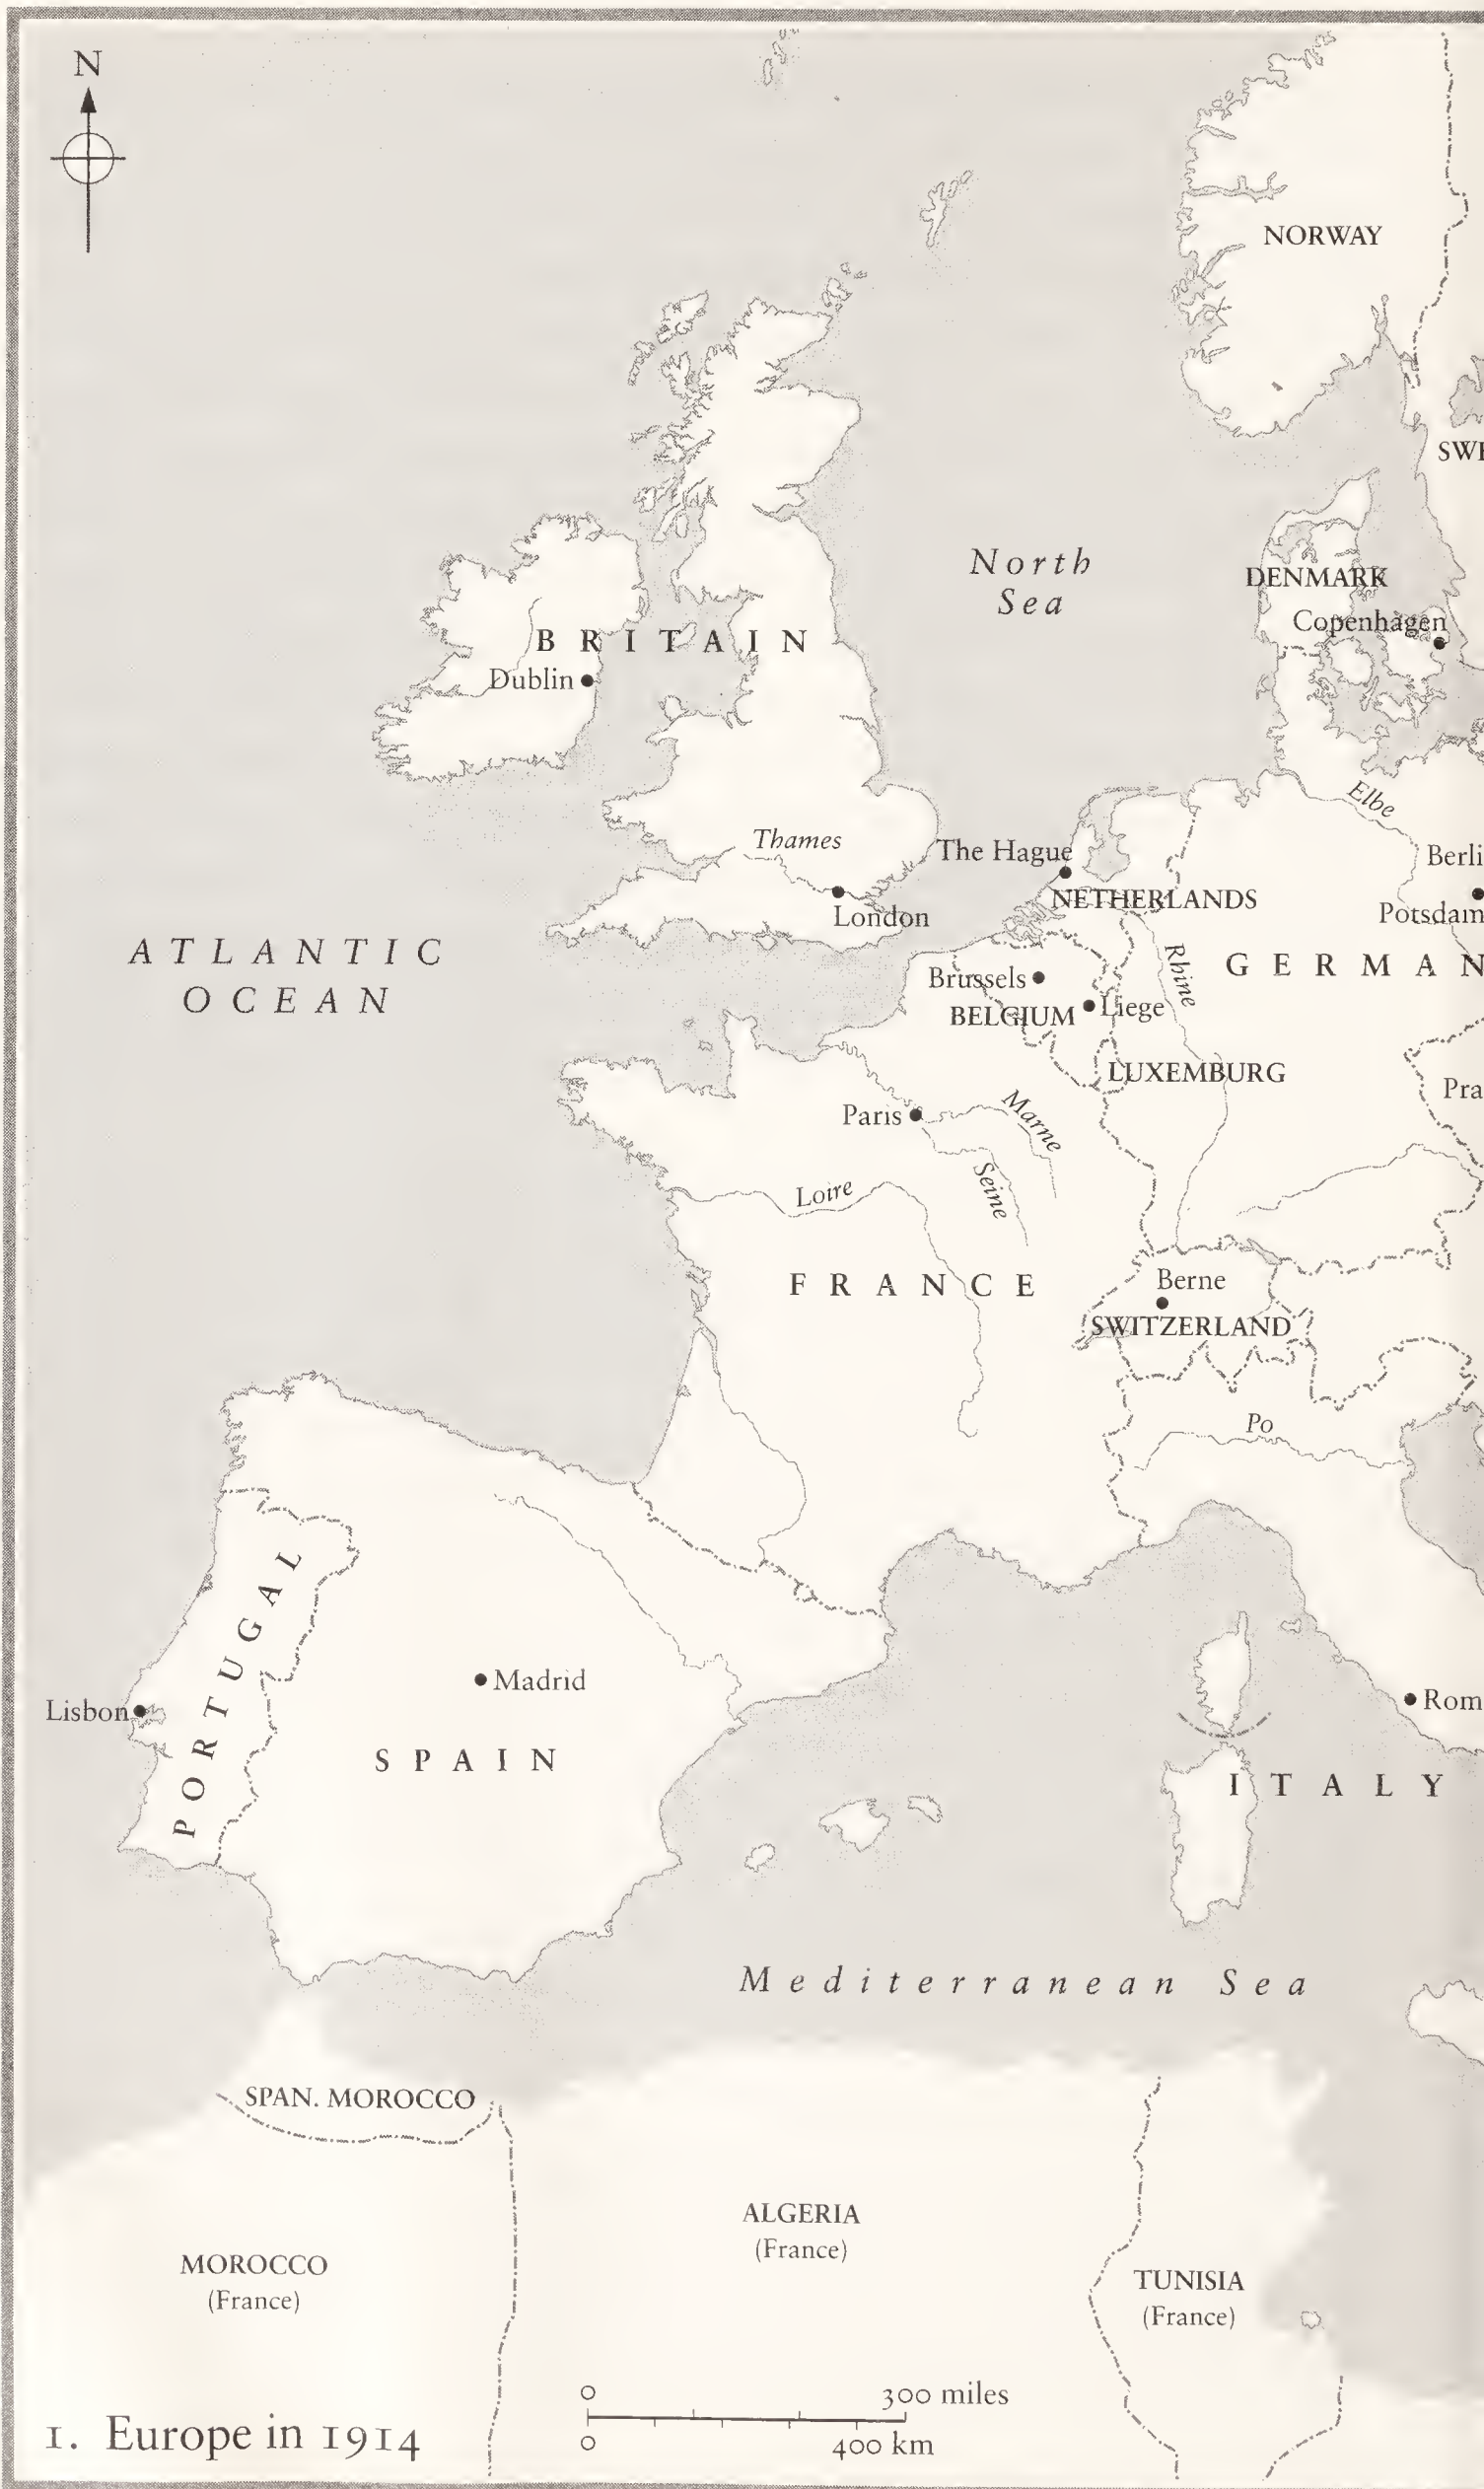 N
NORWAY
SWE
North
Sea
DENMARK
Copenhagen
BRITAIN
Dublin
Elbe
Thames
The Hague
Berli
NETHERLANDS
London
Potsdam
ATLANTIC
OCEAN
Rhine
GERMAN
Brussels
BELGIUM
Liege
LUXEMBURG
Pra
Paris
Marne
Seine
Loire
FRANCE
Berne
SWITZERLAND
Po
PORTUGAL
Madrid
Lisbon
Rom
SPAIN
ITALY
Mediterranean Sea
SPAN. MOROCCO
ALGERIA
(France)
MOROCCO
(France)
TUNISIA
(France)
0 300 miles
0 400 km
1. Europe in 1914